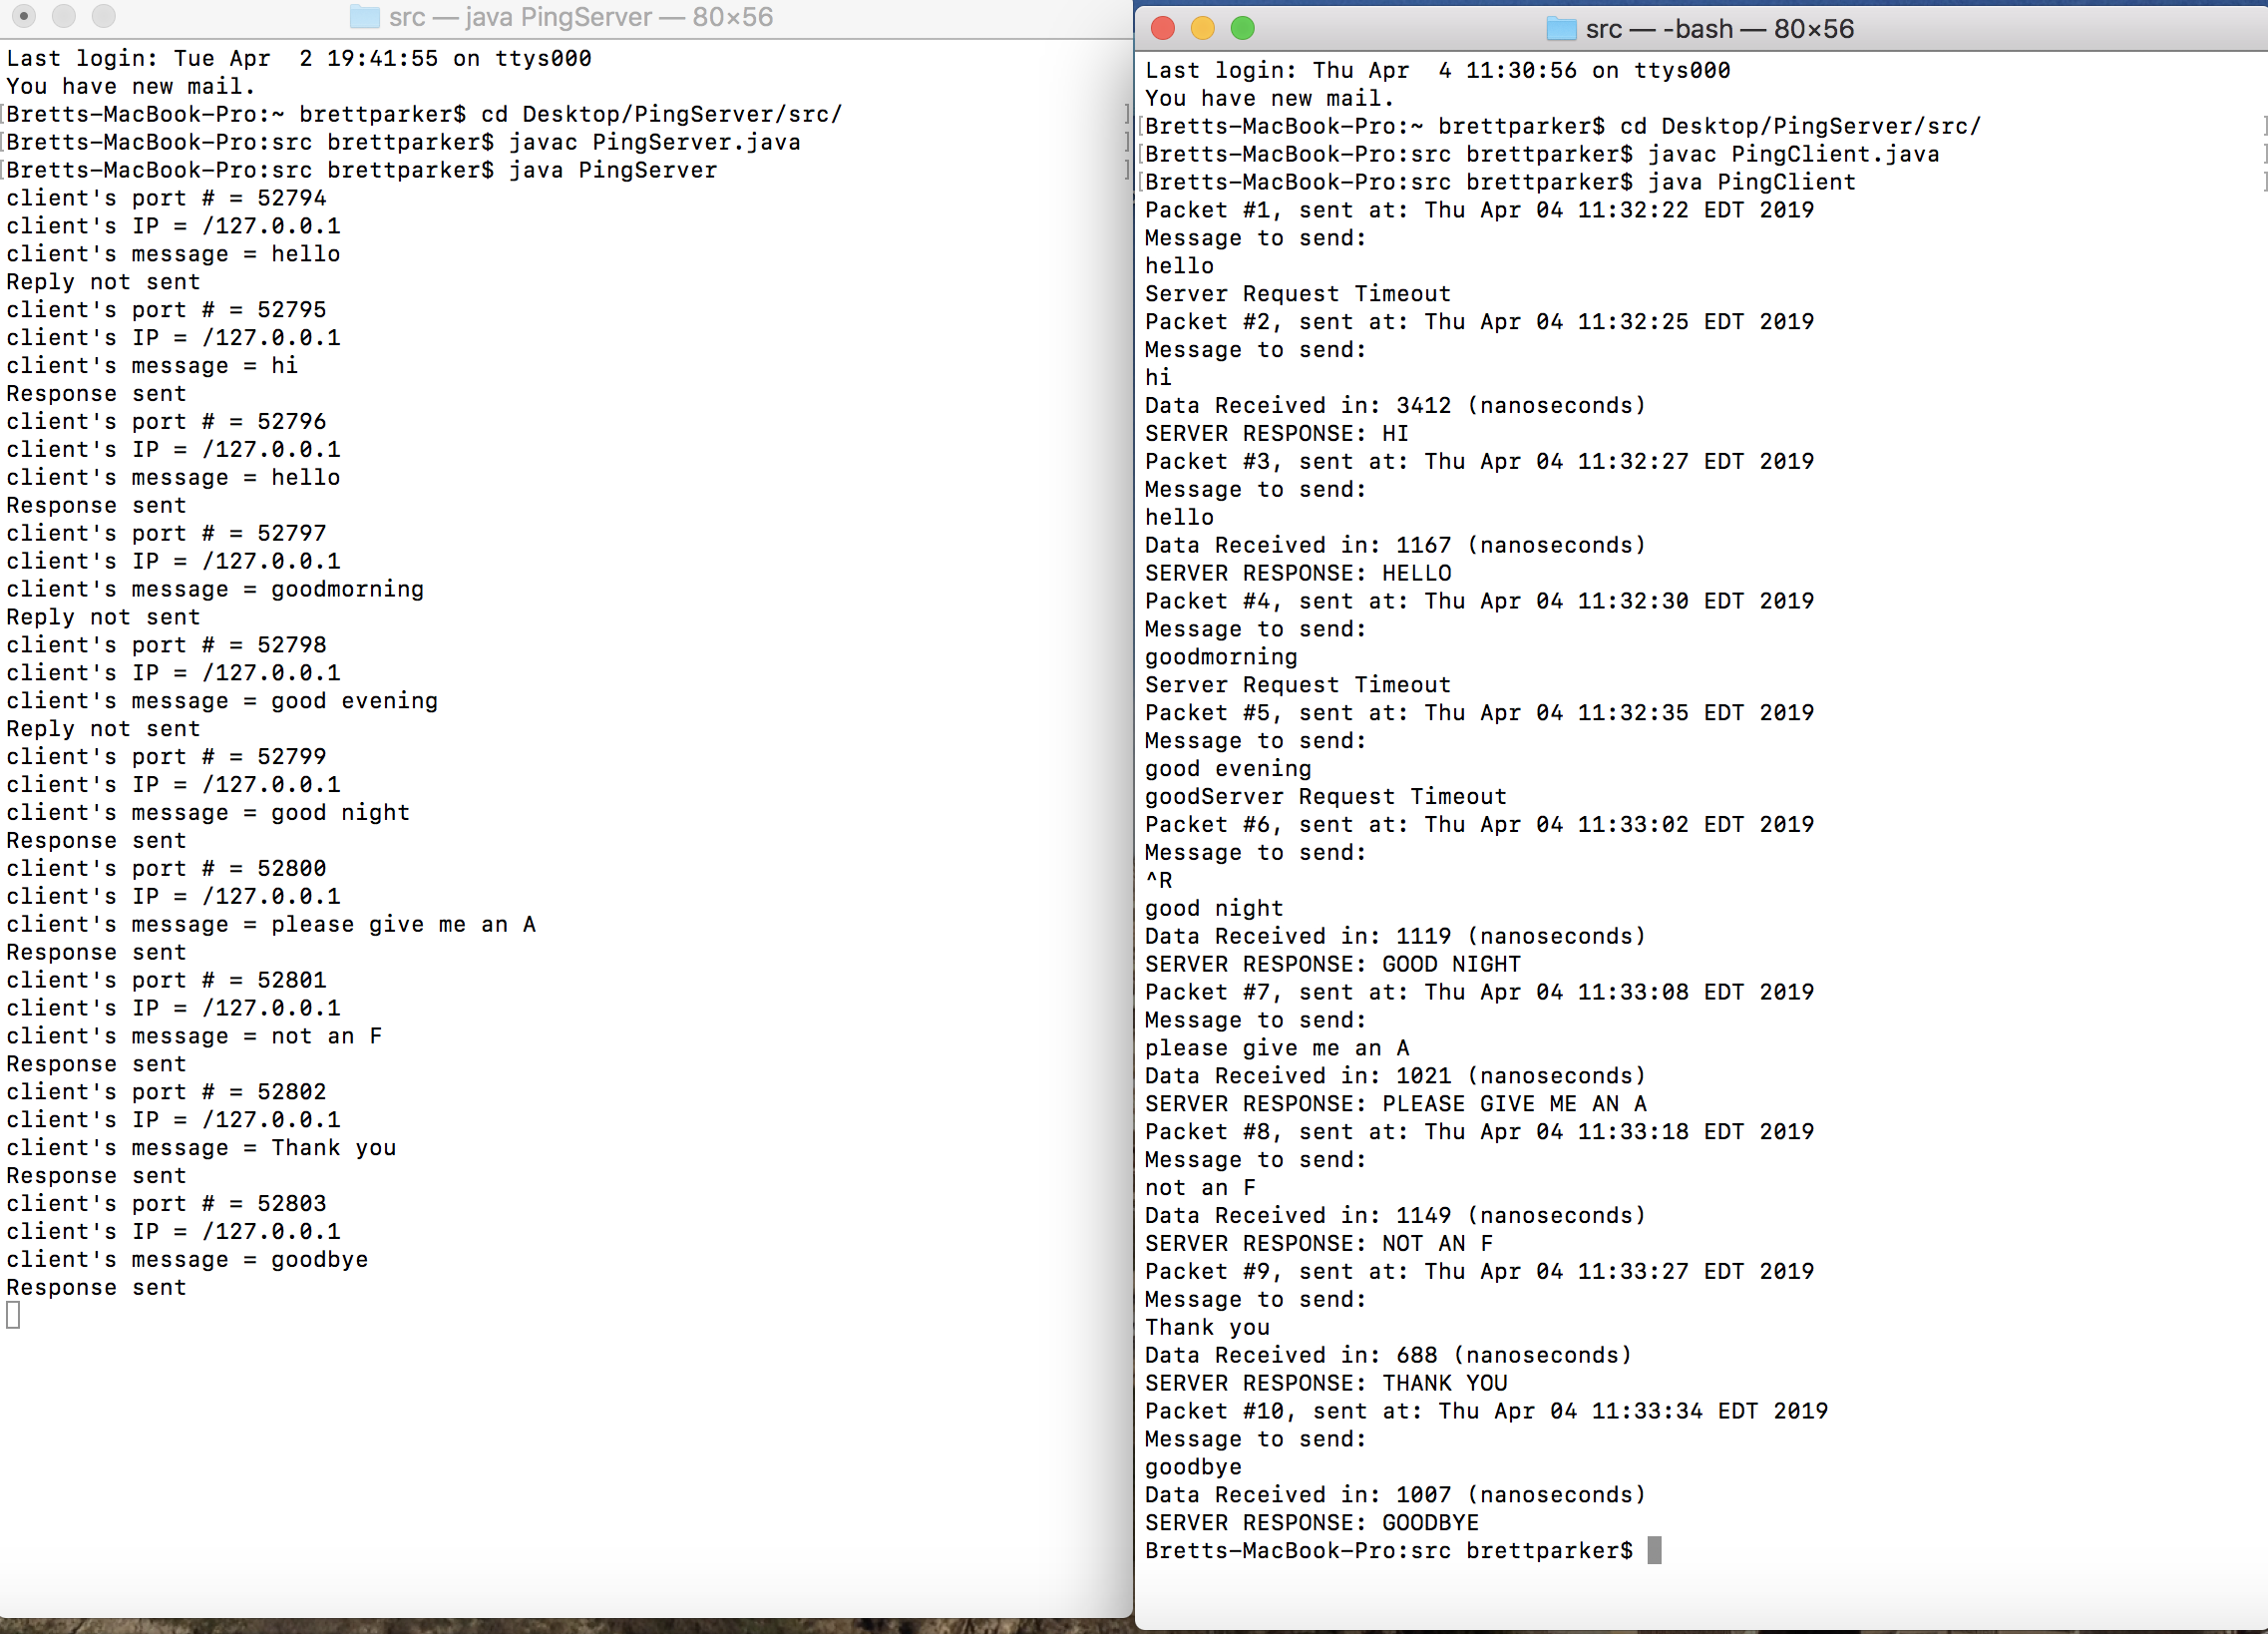 src — java PingServer — 80×56
Last login: Tue Apr  2 19:41:55 on ttys000
You have new mail.
[Bretts-MacBook-Pro:~ brettparker$ cd Desktop/PingServer/src/ ]
[Bretts-MacBook-Pro:src brettparker$ javac PingServer.java ]
[Bretts-MacBook-Pro:src brettparker$ java PingServer ]
client's port # = 52794
client's IP = /127.0.0.1
client's message = hello
Reply not sent
client's port # = 52795
client's IP = /127.0.0.1
client's message = hi
Response sent
client's port # = 52796
client's IP = /127.0.0.1
client's message = hello
Response sent
client's port # = 52797
client's IP = /127.0.0.1
client's message = goodmorning
Reply not sent
client's port # = 52798
client's IP = /127.0.0.1
client's message = good evening
Reply not sent
client's port # = 52799
client's IP = /127.0.0.1
client's message = good night
Response sent
client's port # = 52800
client's IP = /127.0.0.1
client's message = please give me an A
Response sent
client's port # = 52801
client's IP = /127.0.0.1
client's message = not an F
Response sent
client's port # = 52802
client's IP = /127.0.0.1
client's message = Thank you
Response sent
client's port # = 52803
client's IP = /127.0.0.1
client's message = goodbye
Response sent
src — -bash — 80×56
Last login: Thu Apr  4 11:30:56 on ttys000
You have new mail.
[Bretts-MacBook-Pro:~ brettparker$ cd Desktop/PingServer/src/ ]
[Bretts-MacBook-Pro:src brettparker$ javac PingClient.java ]
[Bretts-MacBook-Pro:src brettparker$ java PingClient ]
Packet #1, sent at: Thu Apr 04 11:32:22 EDT 2019
Message to send:
hello
Server Request Timeout
Packet #2, sent at: Thu Apr 04 11:32:25 EDT 2019
Message to send:
hi
Data Received in: 3412 (nanoseconds)
SERVER RESPONSE: HI
Packet #3, sent at: Thu Apr 04 11:32:27 EDT 2019
Message to send:
hello
Data Received in: 1167 (nanoseconds)
SERVER RESPONSE: HELLO
Packet #4, sent at: Thu Apr 04 11:32:30 EDT 2019
Message to send:
goodmorning
Server Request Timeout
Packet #5, sent at: Thu Apr 04 11:32:35 EDT 2019
Message to send:
good evening
goodServer Request Timeout
Packet #6, sent at: Thu Apr 04 11:33:02 EDT 2019
Message to send:
^R
good night
Data Received in: 1119 (nanoseconds)
SERVER RESPONSE: GOOD NIGHT
Packet #7, sent at: Thu Apr 04 11:33:08 EDT 2019
Message to send:
please give me an A
Data Received in: 1021 (nanoseconds)
SERVER RESPONSE: PLEASE GIVE ME AN A
Packet #8, sent at: Thu Apr 04 11:33:18 EDT 2019
Message to send:
not an F
Data Received in: 1149 (nanoseconds)
SERVER RESPONSE: NOT AN F
Packet #9, sent at: Thu Apr 04 11:33:27 EDT 2019
Message to send:
Thank you
Data Received in: 688 (nanoseconds)
SERVER RESPONSE: THANK YOU
Packet #10, sent at: Thu Apr 04 11:33:34 EDT 2019
Message to send:
goodbye
Data Received in: 1007 (nanoseconds)
SERVER RESPONSE: GOODBYE
Bretts-MacBook-Pro:src brettparker$